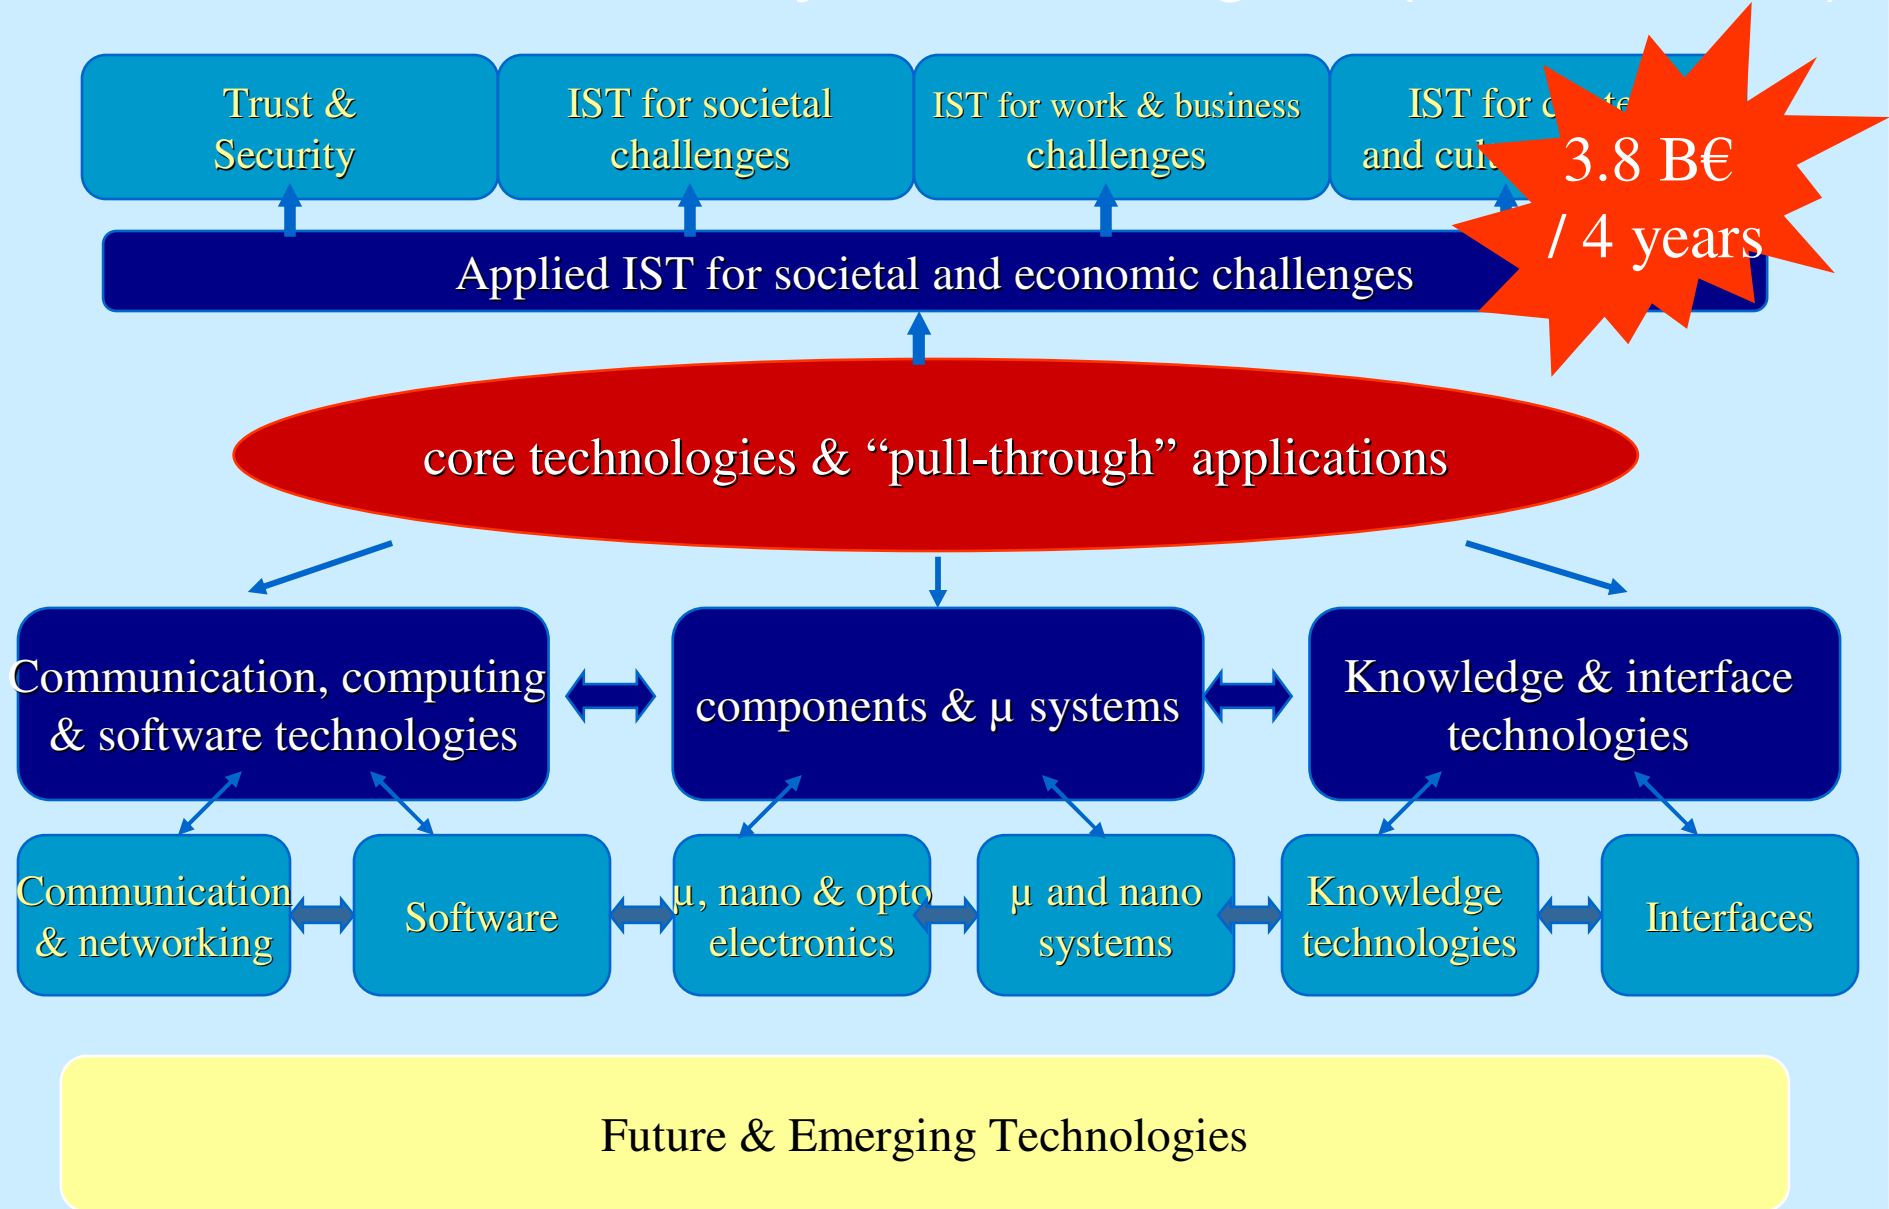 Trust &
Security
IST for societal
challenges
IST for work & business
challenges
IST for
and
3.8 B€
/ 4 years
Applied IST for societal and economic challenges
core technologies & “pull-through” applications
Communication, computing
& software technologies
components & µ systems
Knowledge & interface
technologies
Communication
& networking
Software
µ, nano & opto
electronics
µ and nano
systems
Knowledge
technologies
Interfaces
Future & Emerging Technologies